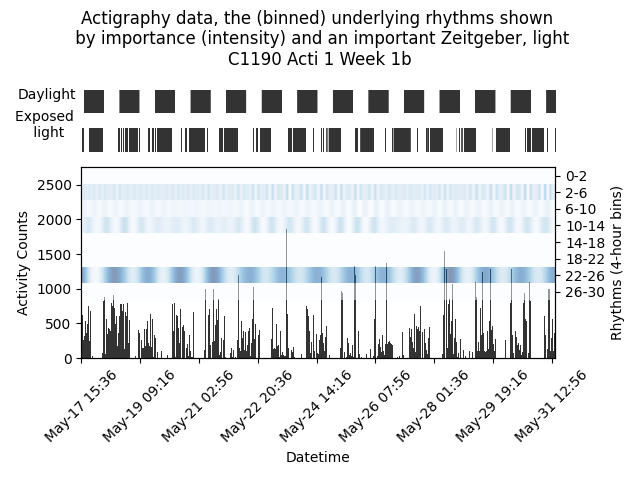 Actigraphy data, the (binned) underlying rhythms shown
by importance (intensity) and an important Zeitgeber, light
C1190 Acti 1 Week 1b
Daylight
Exposed
light
2500
2000
1500
1000
500
0
Activity Counts
0-2
2-6
6-10
10-14
14-18
18-22
22-26
26-30
Rhythms (4-hour bins)
May-17 15:36
May-19 09:16
May-21 02:56
May-22 20:36
May-24 14:16
May-26 07:56
May-28 01:36
May-29 19:16
May-31 12:56
Datetime